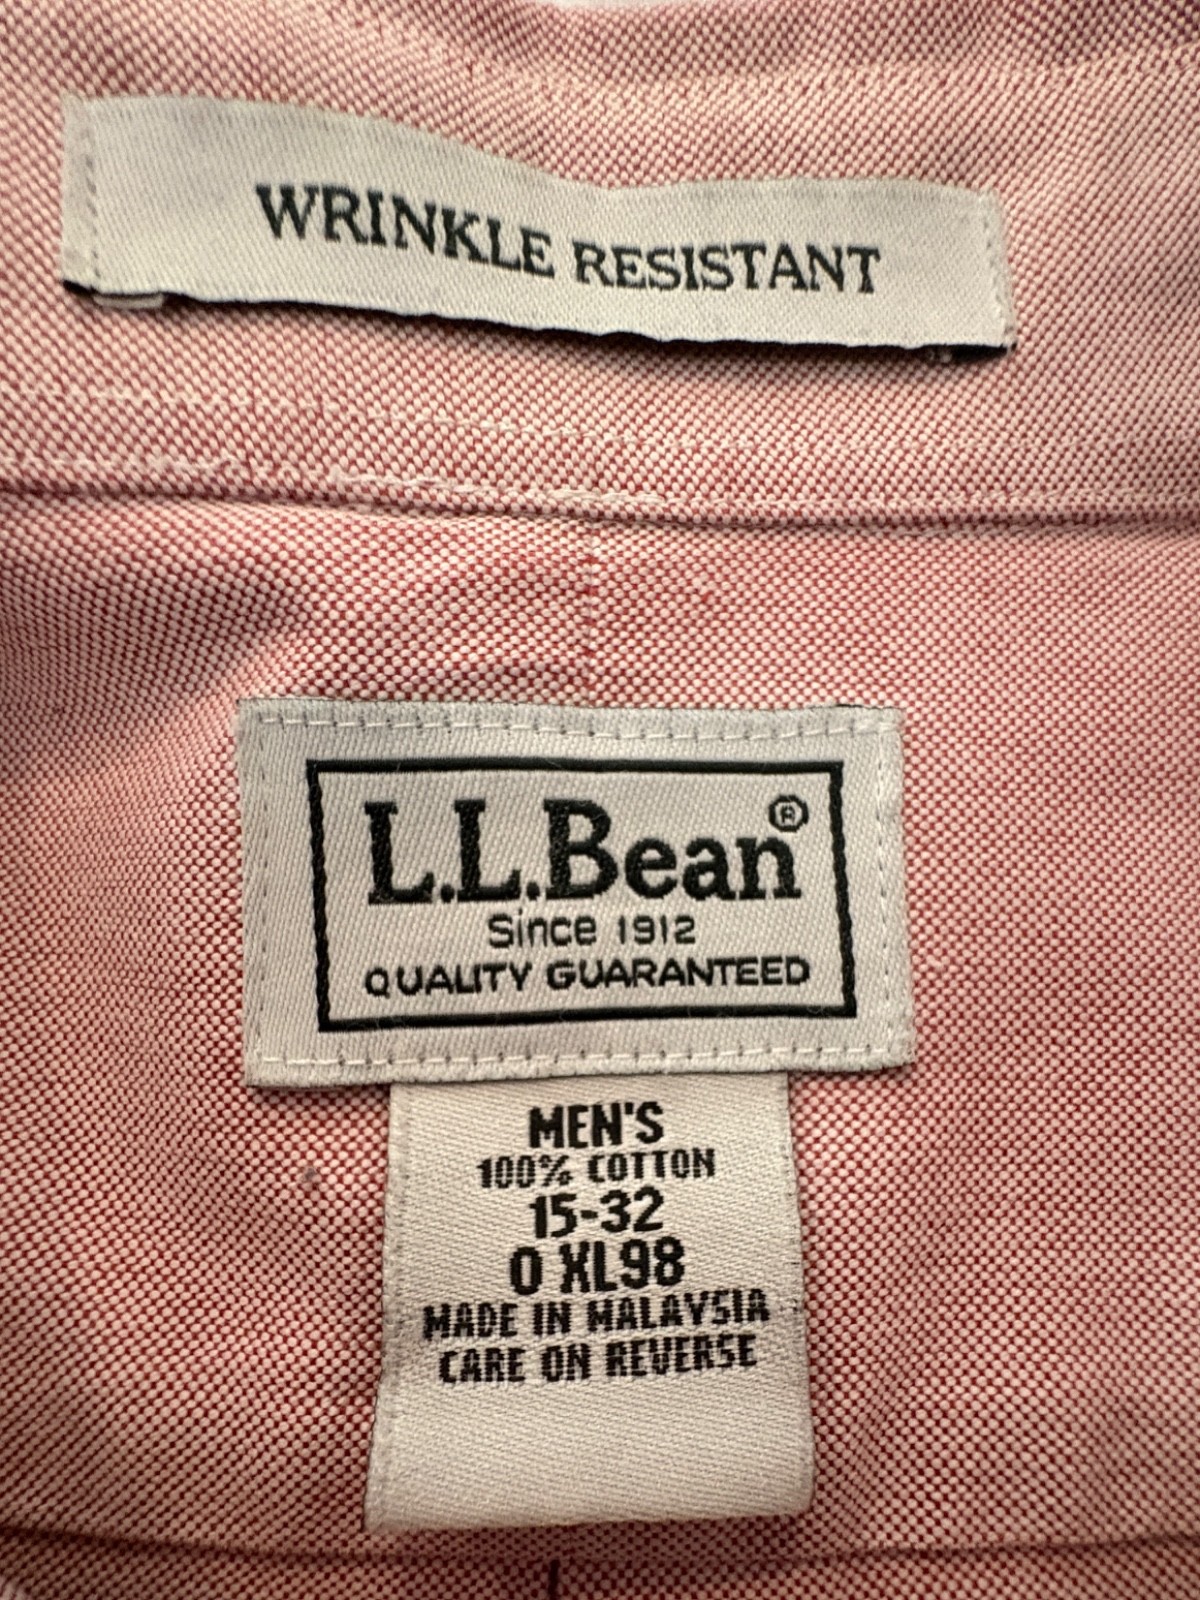 WRINKLE RESISTANT
L.L.Bean®
Since 1912
QUALITY GUARANTEED
MEN'S
100% COTTON
15-32
0 XL98
MADE IN MALAYSIA
CARE ON REVERSE